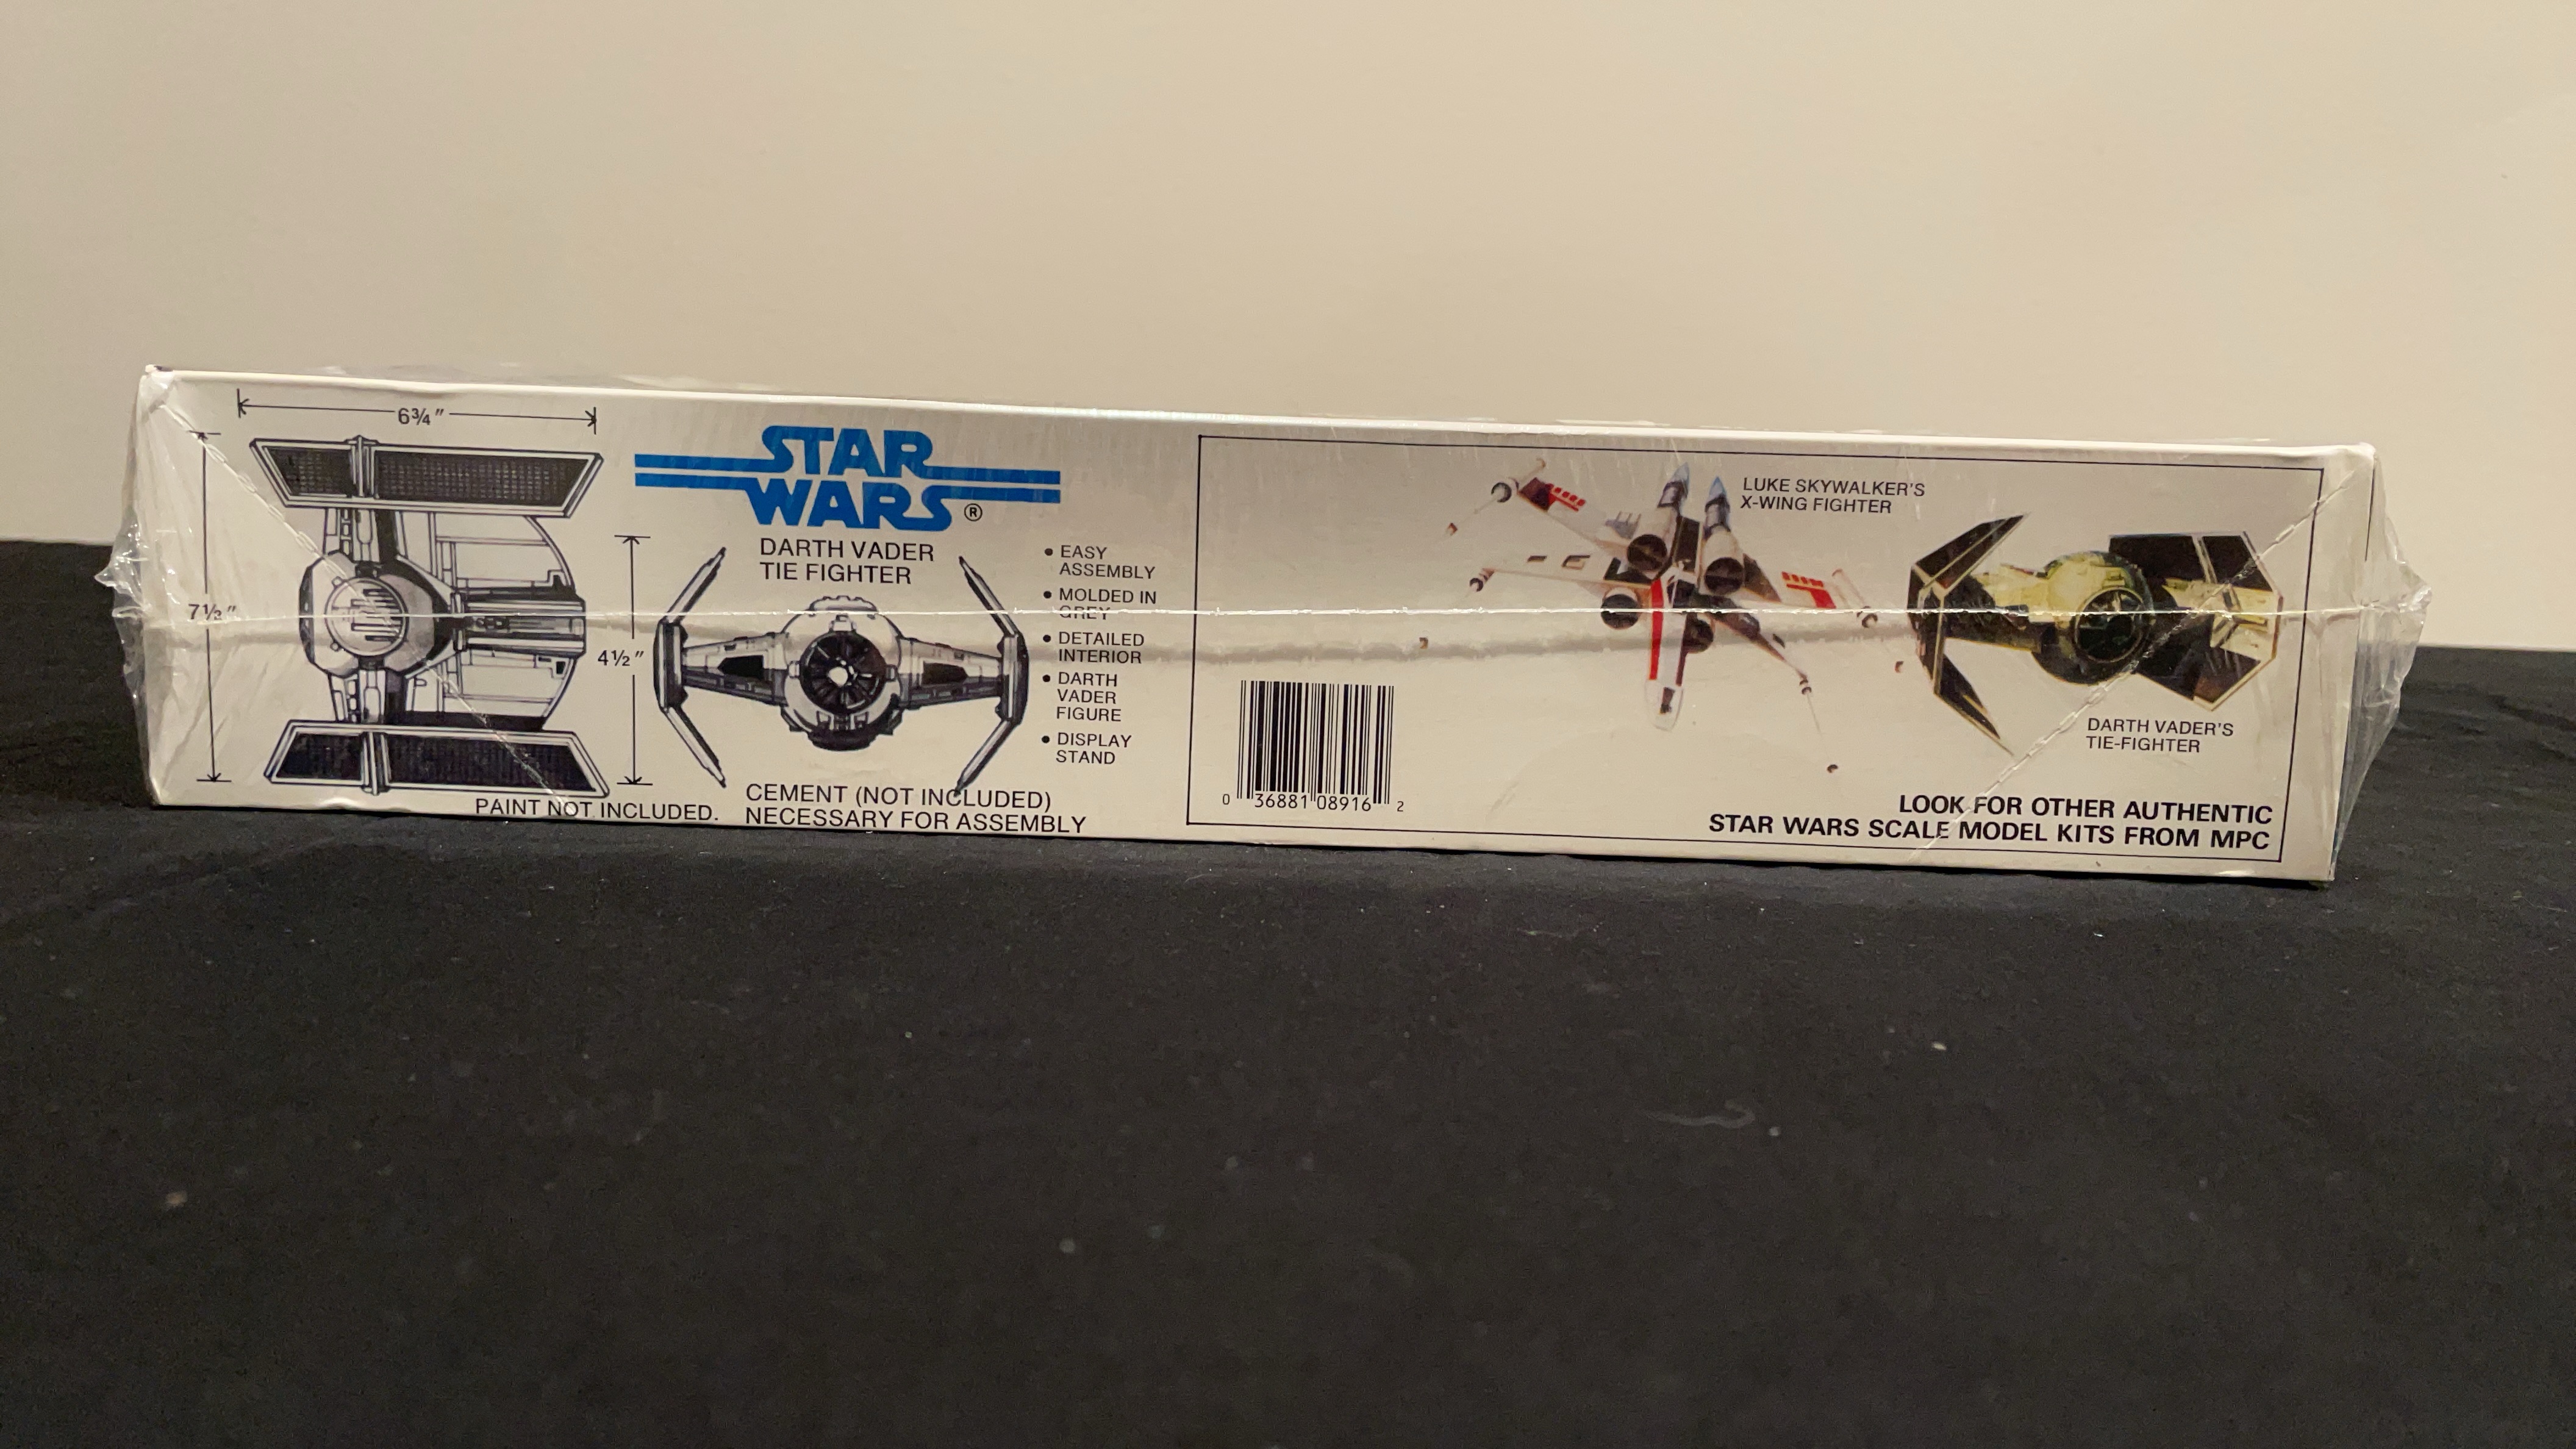 6¾"
7⅓"
STAR
WARS®
DARTH VADER
TIE FIGHTER
4½"
• EASY
ASSEMBLY
• MOLDED IN
GREY
• DETAILED
INTERIOR
• DARTH
VADER
FIGURE
• DISPLAY
STAND
PAINT NOT INCLUDED.
CEMENT (NOT INCLUDED)
NECESSARY FOR ASSEMBLY
LUKE SKYWALKER'S
X-WING FIGHTER
DARTH VADER'S
TIE-FIGHTER
0 36881 08916 2
LOOK FOR OTHER AUTHENTIC
STAR WARS SCALE MODEL KITS FROM MPC